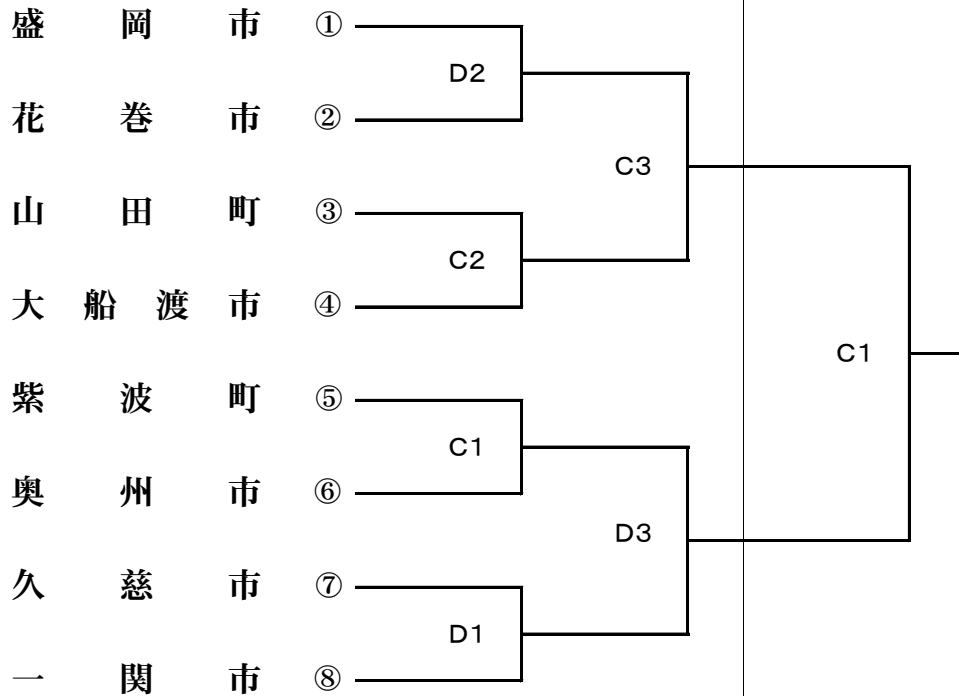 盛岡市 ①
D2
花巻市 ②
C3
山田町 ③
C2
大船渡市 ④
C1
紫波町 ⑤
C1
奥州市 ⑥
D3
久慈市 ⑦
D1
一関市 ⑧